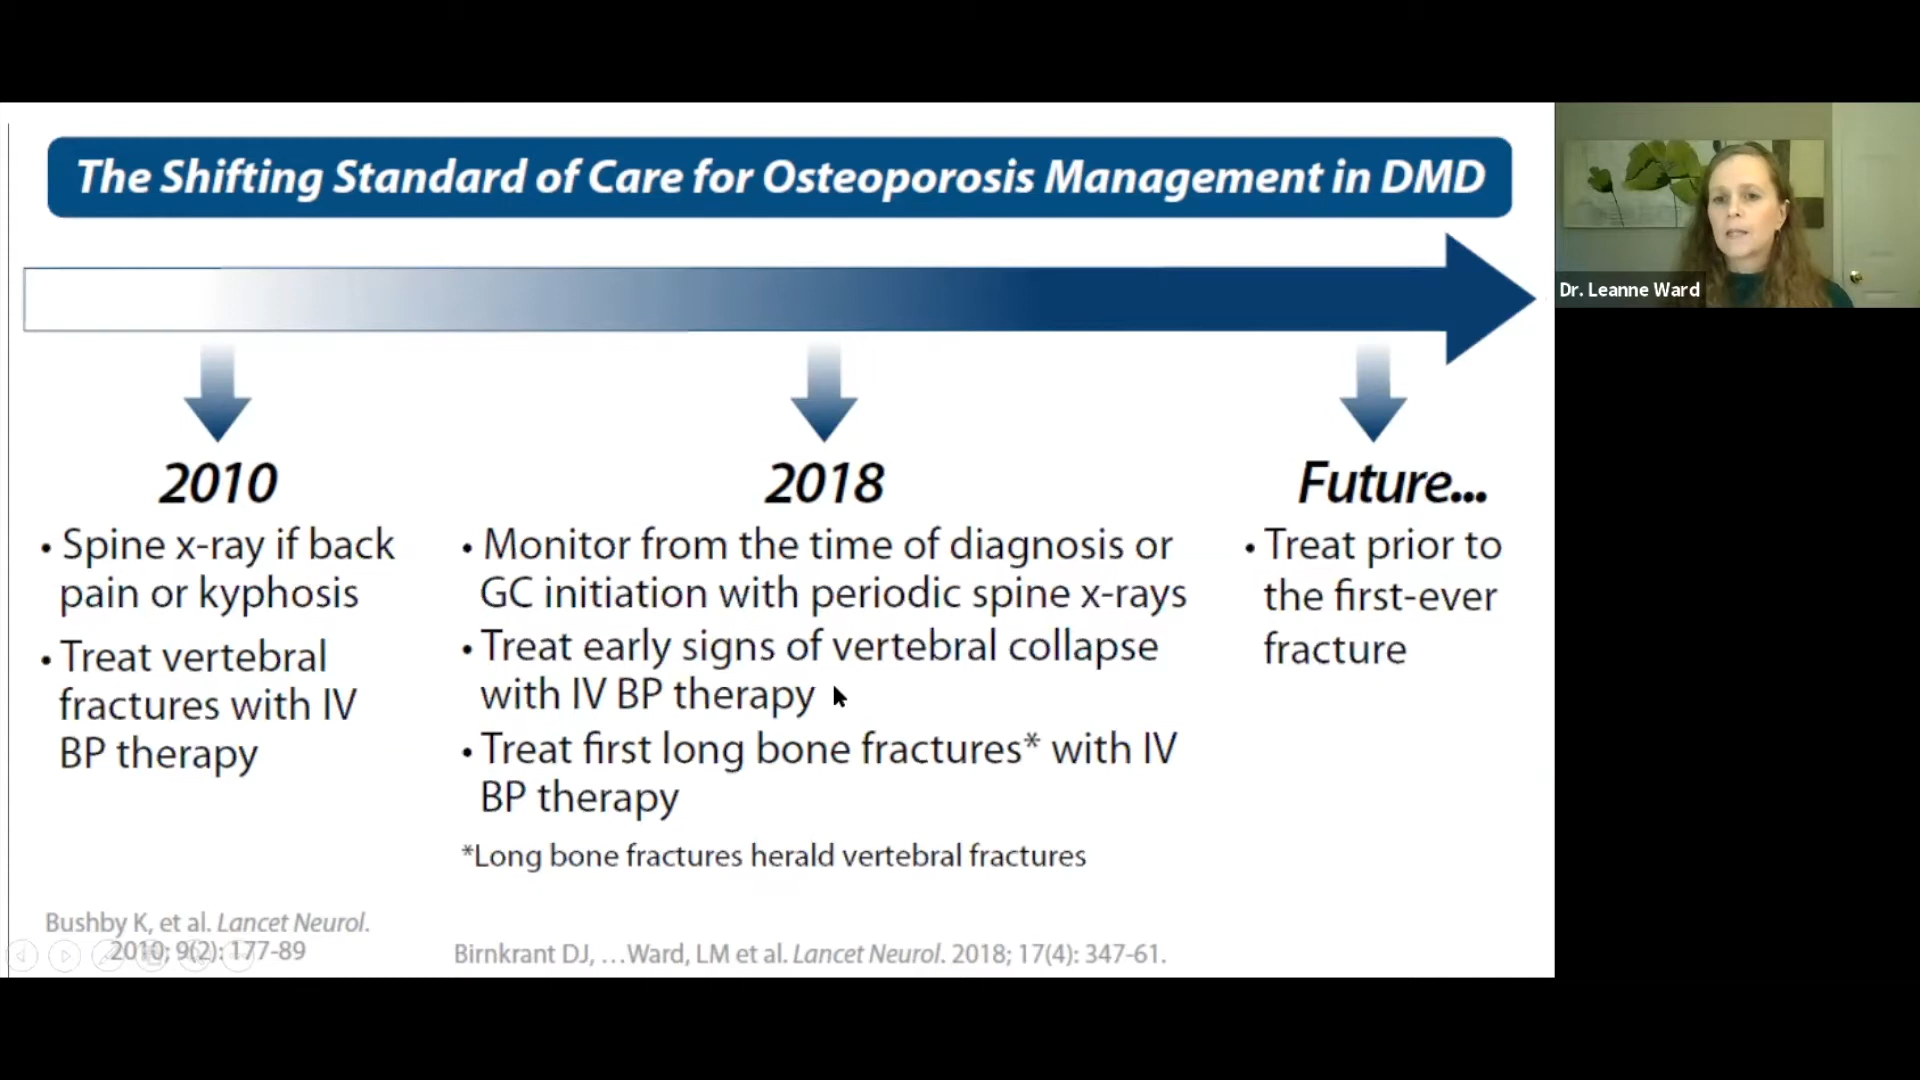 The Shifting Standard of Care for Osteoporosis Management in DMD
Dr. Leanne Ward
2010
• Spine x-ray if back
pain or kyphosis
• Treat vertebral
fractures with IV
BP therapy
2018
• Monitor from the time of diagnosis or
GC initiation with periodic spine x-rays
• Treat early signs of vertebral collapse
with IV BP therapy
• Treat first long bone fractures* with IV
BP therapy
*Long bone fractures herald vertebral fractures
Future...
• Treat prior to
the first-ever
fracture
Bushby K, et al. Lancet Neurol.
2010; 9(2): 177-89
Birnkrant DJ, ...Ward, LM et al. Lancet Neurol. 2018; 17(4): 347-61.